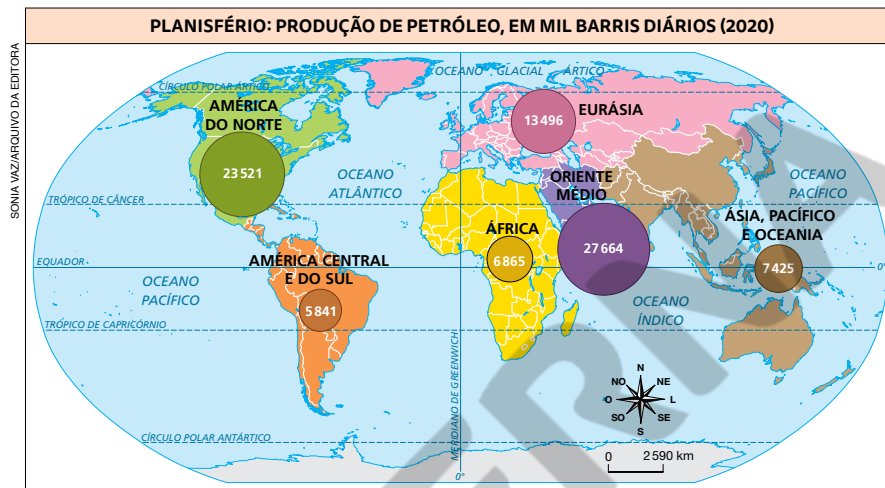 PLANISFÉRIO: PRODUÇÃO DE PETRÓLEO, EM MIL BARRIS DIÁRIOS (2020)
SONIA VAZ/ARQUIVO DA EDITORA
OCEANO GLACIAL ÁRTICO
CÍRCULO POLAR ÁRTICO
AMÉRICA
DO NORTE
23 521
13 496
EURÁSIA
OCEANO
ATLÂNTICO
ORIENTE
MÉDIO
27 664
OCEANO
PACÍFICO
TRÓPICO DE CÂNCER
ÁSIA, PACÍFICO
E OCEANIA
7 425
ÁFRICA
6 865
EQUADOR
AMÉRICA CENTRAL
E DO SUL
5 841
OCEANO
PACÍFICO
OCEANO
ÍNDICO
TRÓPICO DE CAPRICÓRNIO
MERIDIANO DE GREENWICH
N
NO
NE
O
L
SO
SE
S
CÍRCULO POLAR ANTÁRTICO
0
2 590 km
0°
0°